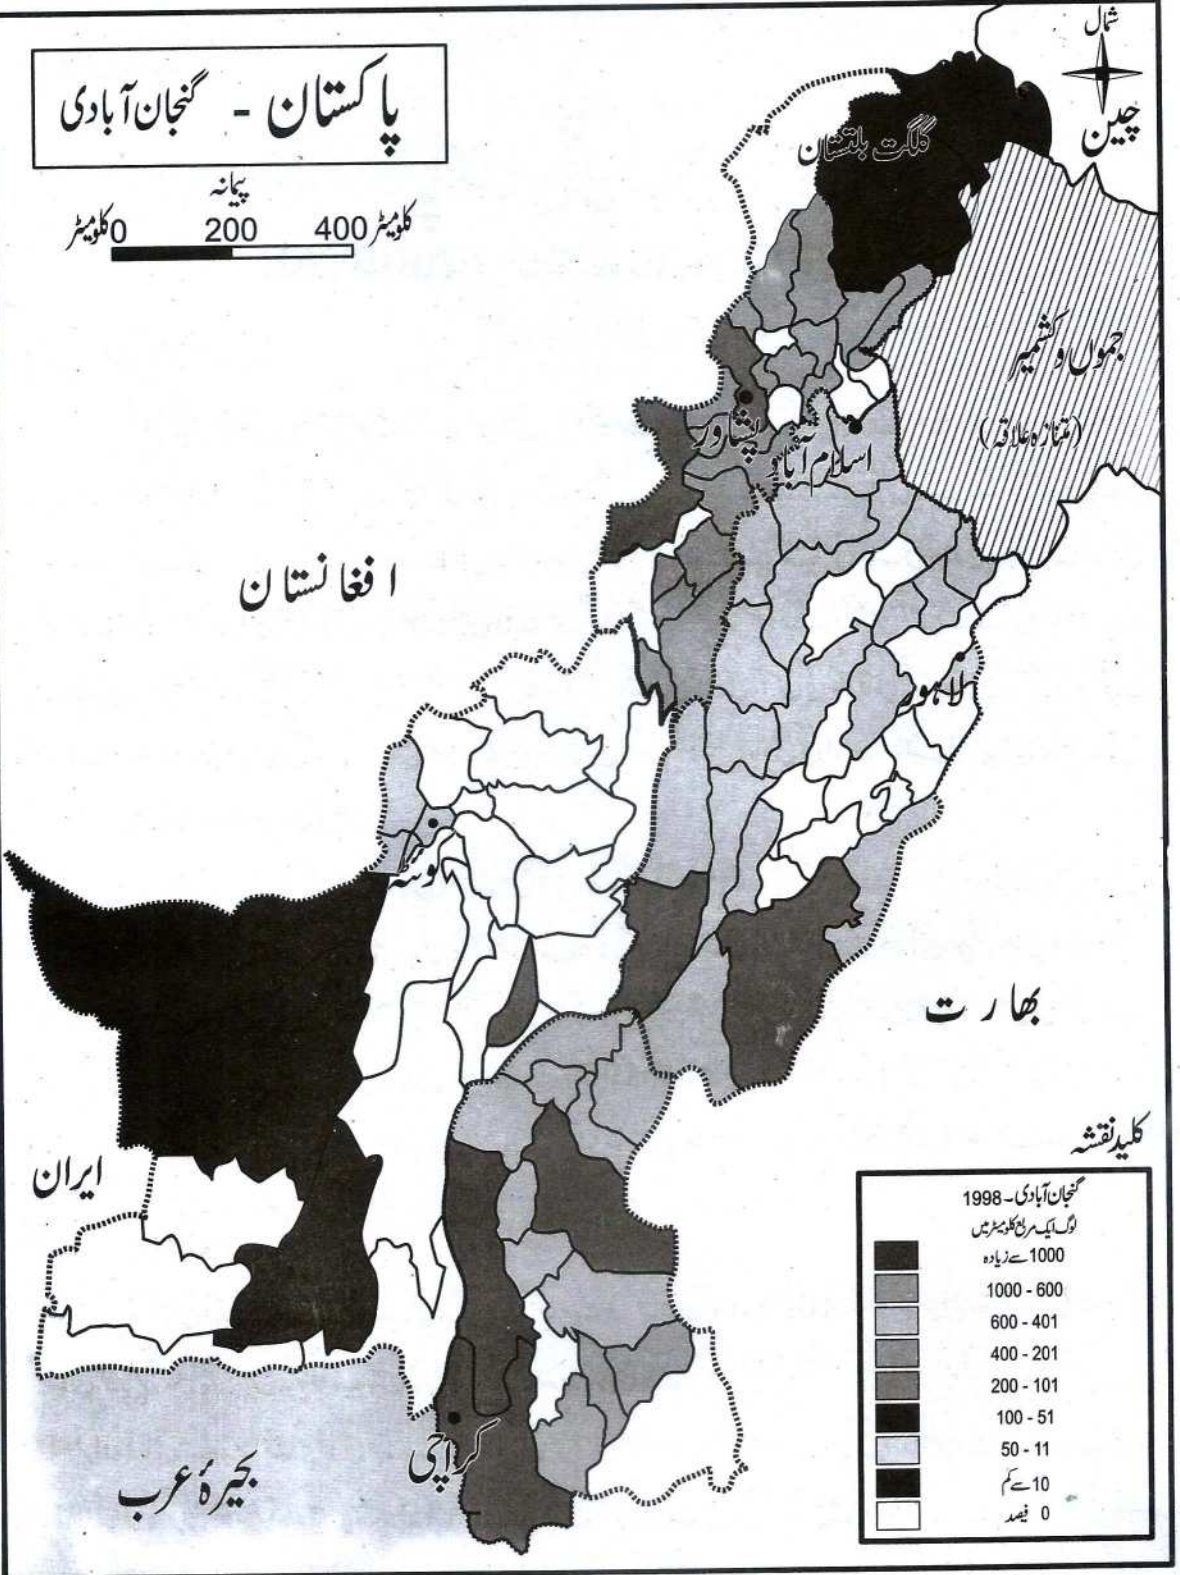 شمال
پاکستان - گنجان آبادی
پیمانہ
کلومیٹر 0 200 400 کلومیٹر
چین
گلگت بلتستان
جموں و کشمیر
(متنازعہ علاقہ)
پشاور
اسلام آباد
افغانستان
لاہور
کوئٹہ
بھارت
ایران
کراچی
بحیرۂ عرب
کلید نقشہ
گنجان آبادی - 1998
لوگ ایک مربع کلومیٹر میں
1000 سے زیادہ
1000 - 600
600 - 401
400 - 201
200 - 101
100 - 51
50 - 11
10 سے کم
0 فیصد